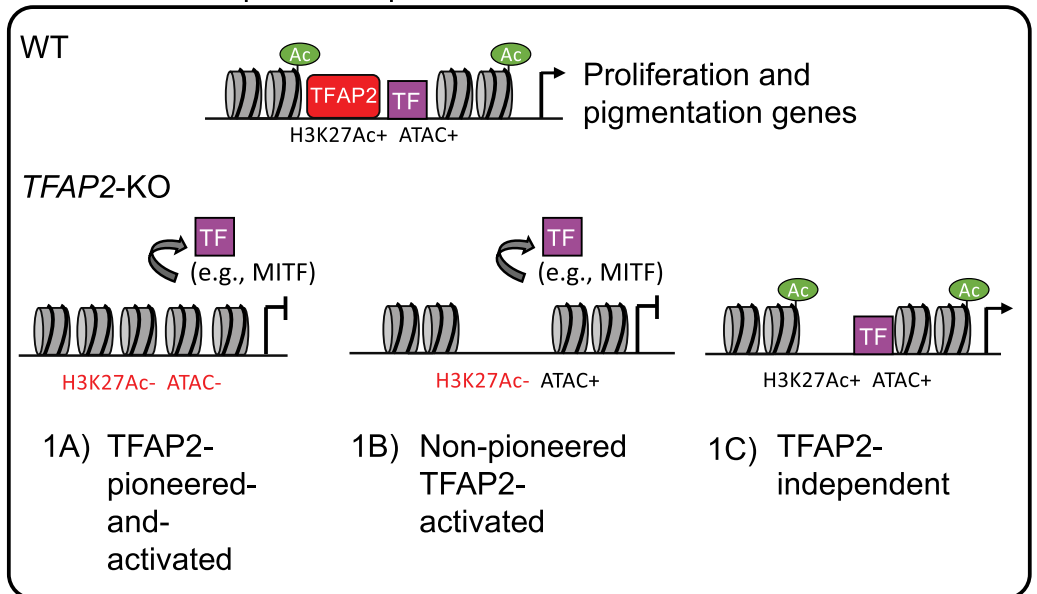 WT
Ac
Ac
TFAP2
TF
H3K27Ac+ ATAC+
Proliferation and
pigmentation genes
TFAP2-KO
TF
(e.g., MITF)
H3K27Ac- ATAC-
TF
(e.g., MITF)
H3K27Ac- ATAC+
Ac
Ac
TF
H3K27Ac+ ATAC+
1A) TFAP2-
pioneered-
and-
activated
1B) Non-pioneered
TFAP2-
activated
1C) TFAP2-
independent